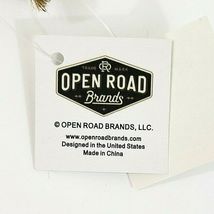 TRADE MARK
OPEN ROAD
Brands
© OPEN ROAD BRANDS, LLC.
www.openroadbrands.com
Designed in the United States
Made in China